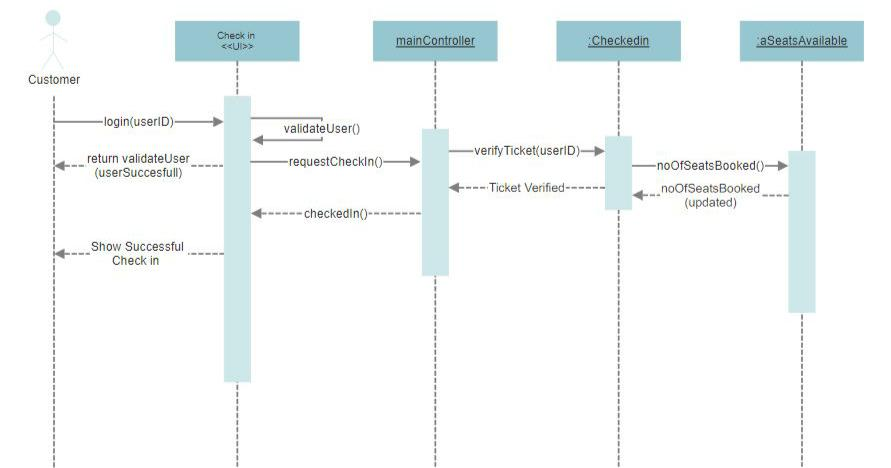 Check in
<<UI>>
mainController
:Checkedin
:aSeatsAvailable
Customer
login(userID)
validateUser()
return validateUser
(userSuccesfull)
requestCheckIn()
verifyTicket(userID)
noOfSeatsBooked()
Ticket Verified
noOfSeatsBooked
(updated)
checkedIn()
Show Successful
Check in